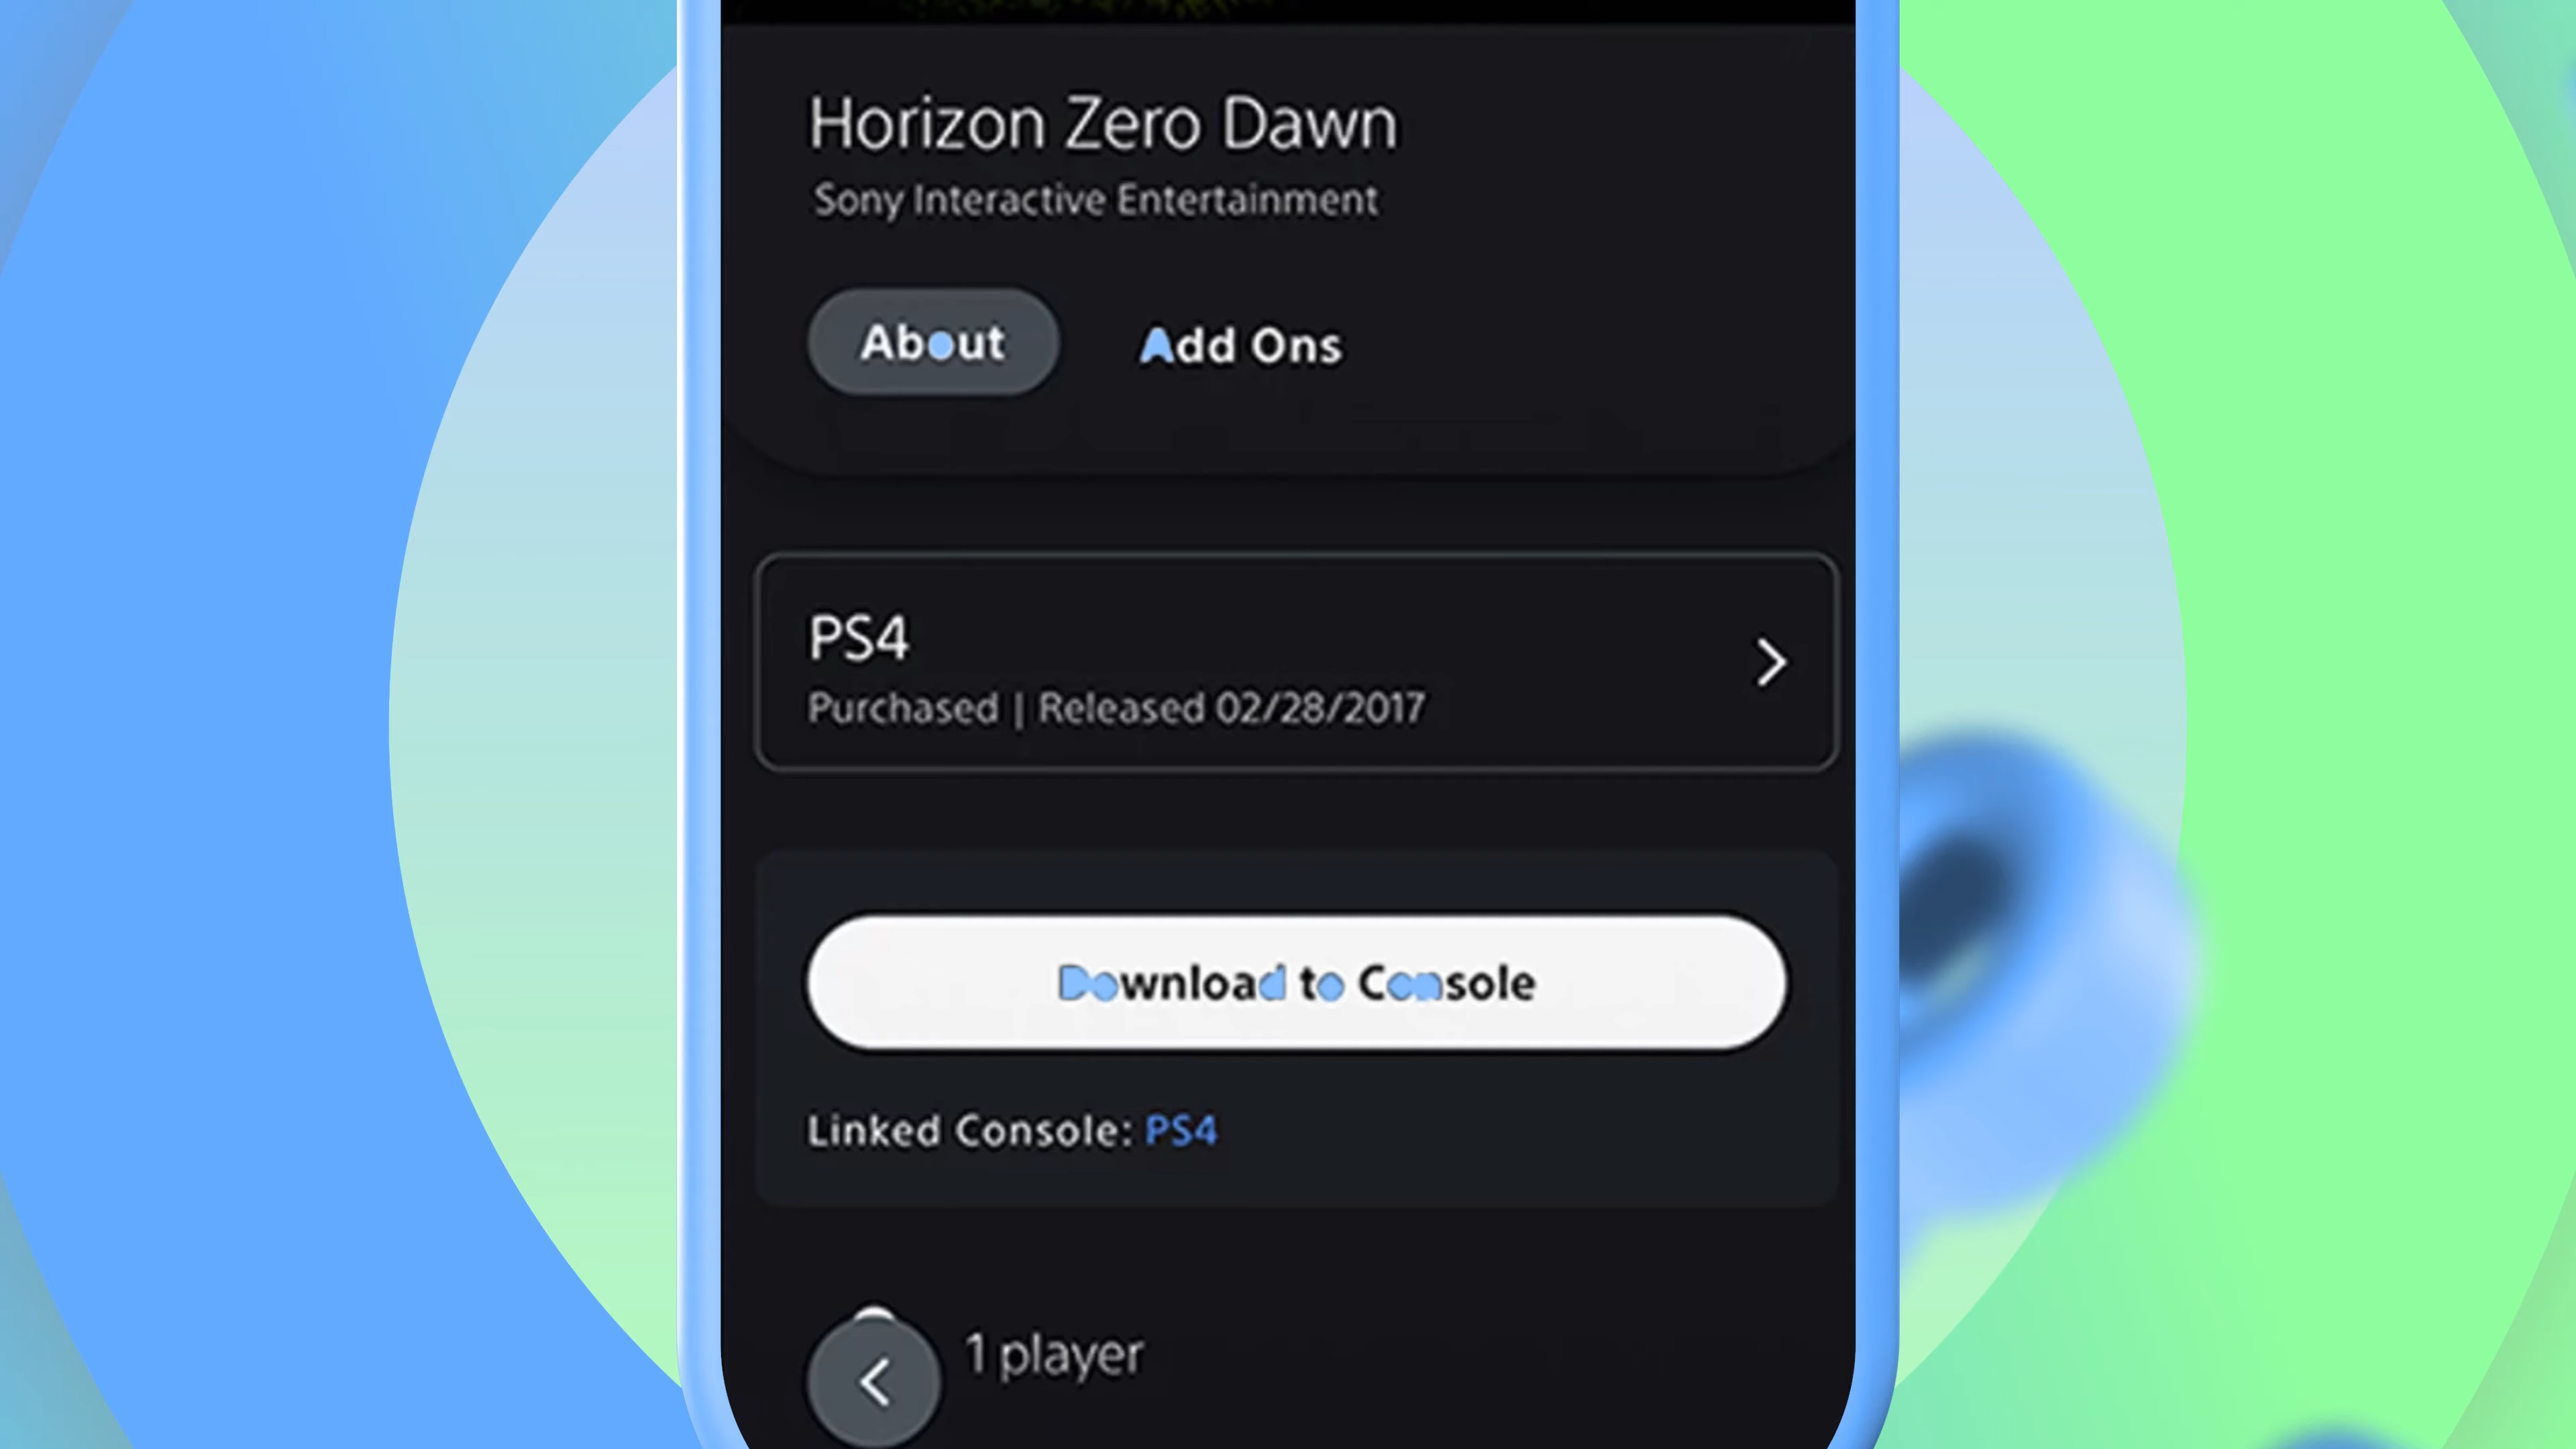 Horizon Zero Dawn
Sony Interactive Entertainment
About
Add Ons
PS4
Purchased | Released 02/28/2017
Download to Console
Linked Console: PS4
1 player